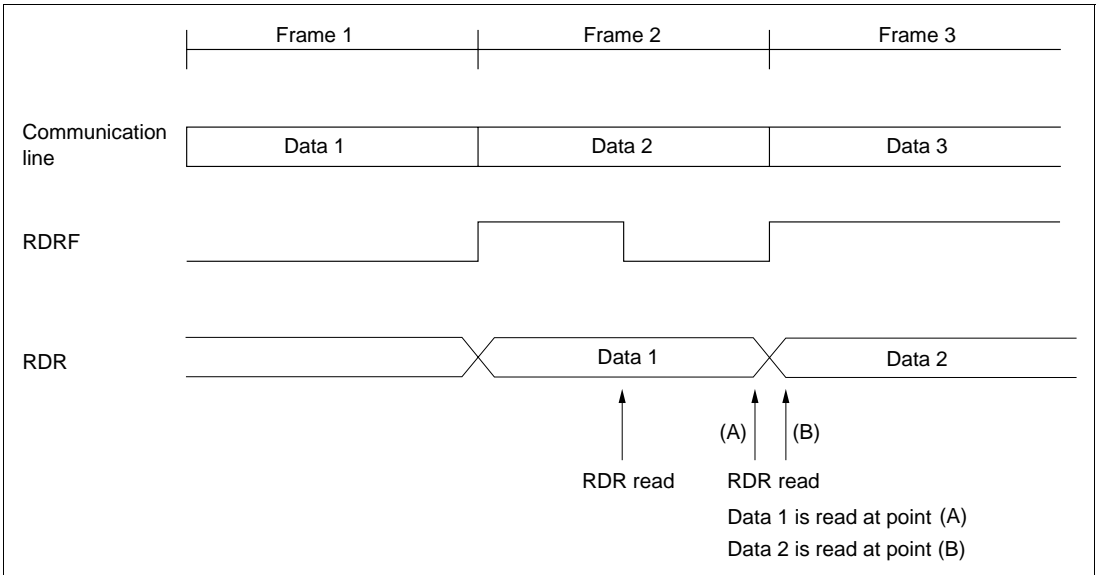 Frame 1 Frame 2 Frame 3
Communication
line
Data 1 Data 2 Data 3
RDRF
RDR
Data 1 Data 2
(A) (B)
RDR read RDR read
Data 1 is read at point (A)
Data 2 is read at point (B)